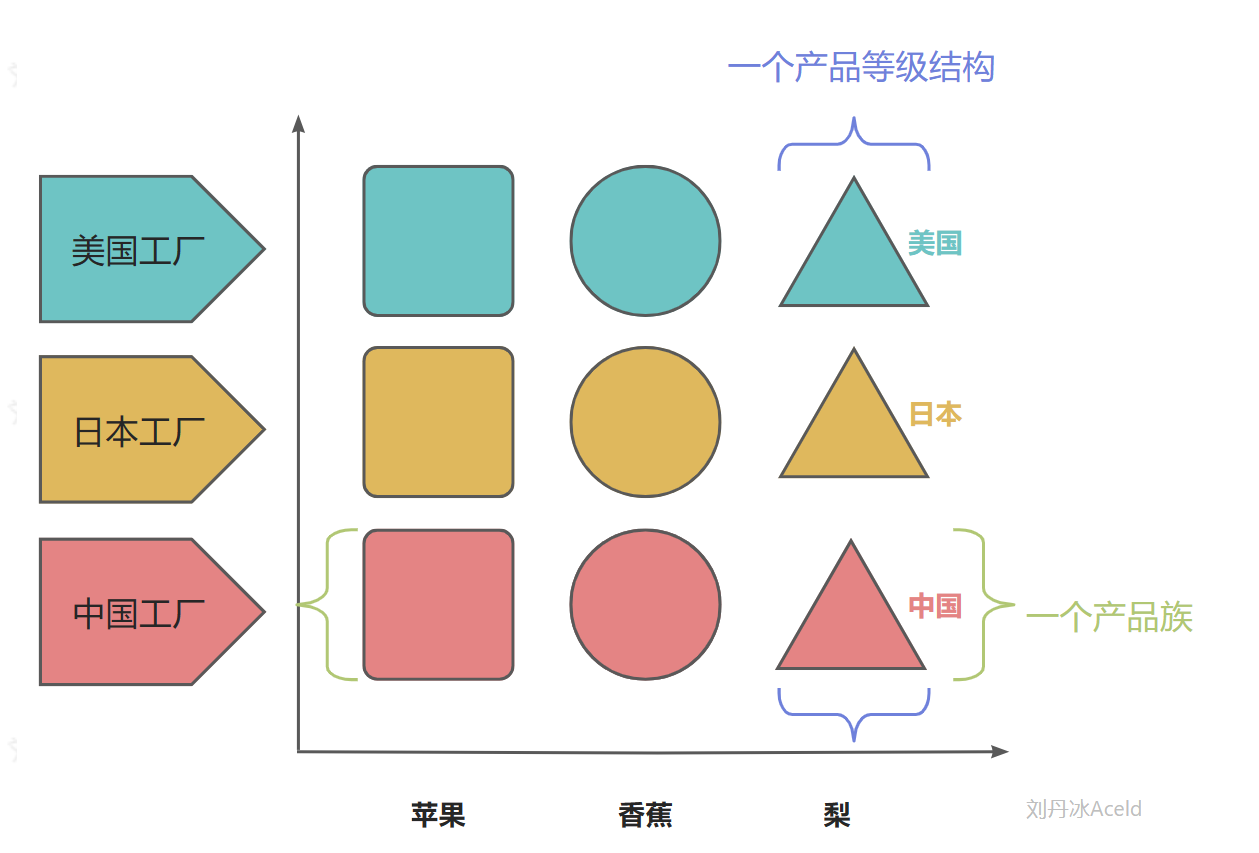 一个产品等级结构
美国工厂
美国
日本工厂
日本
中国工厂
中国
一个产品族
苹果
香蕉
梨
刘丹冰Aceld